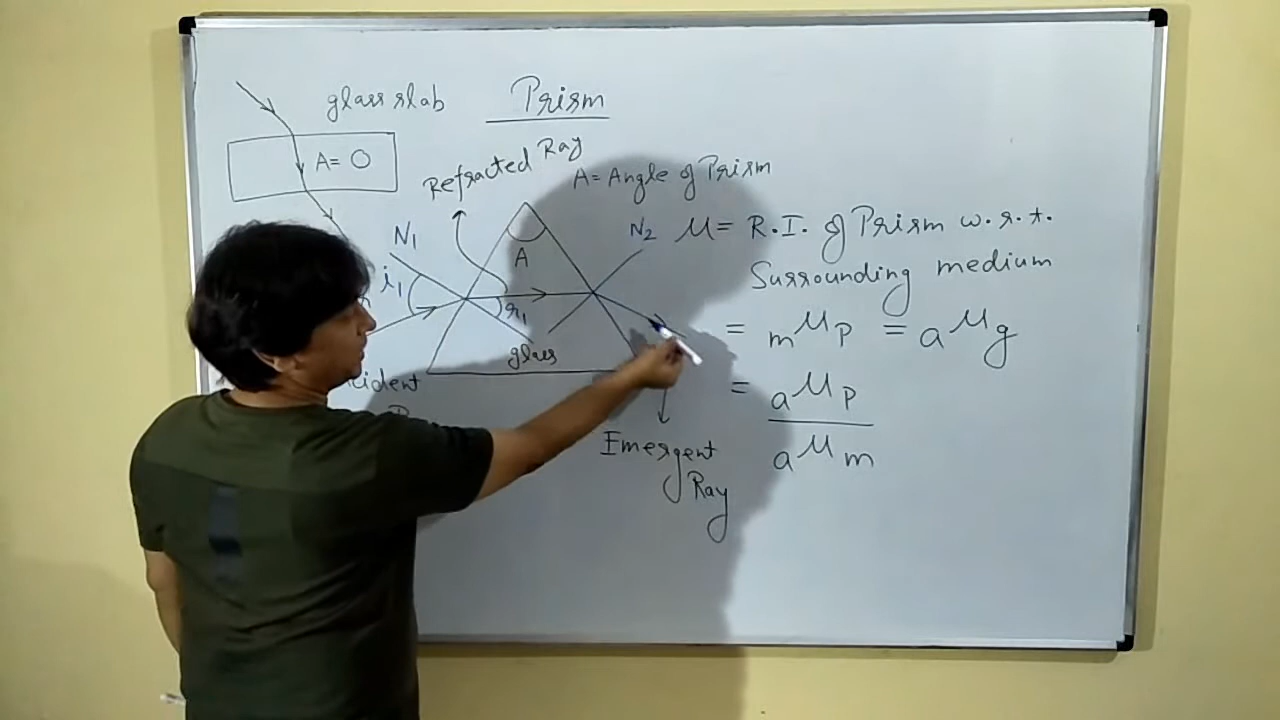 glass slab
Prism
A = 0
Refracted Ray
A = Angle of Prism
N1
i1
A
r1
glass
N2
μ = R.I. of Prism w.r.t.
Surrounding medium
= mμp = aμg
= aμp
aμm
Emergent
Ray